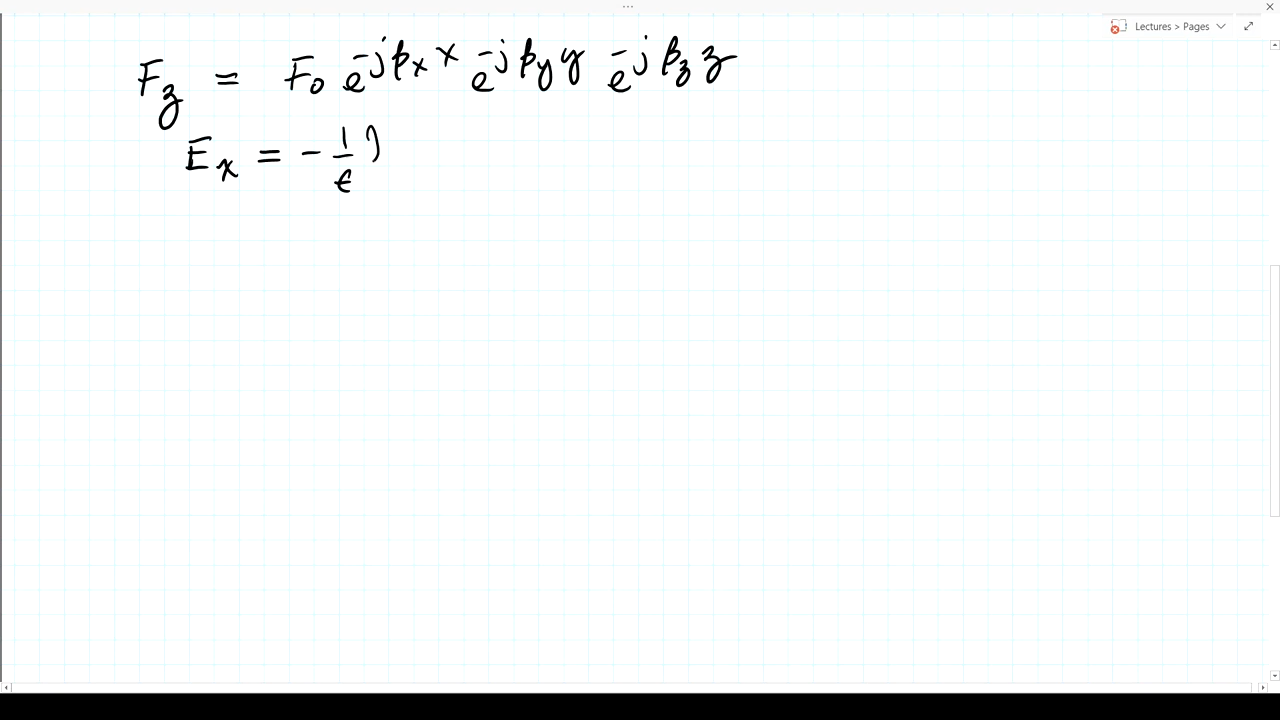 Lectures > Pages
F_z = F_0 e^{-jβ_x x} e^{-jβ_y y} e^{-jβ_z z}
E_x = - 1/ϵ